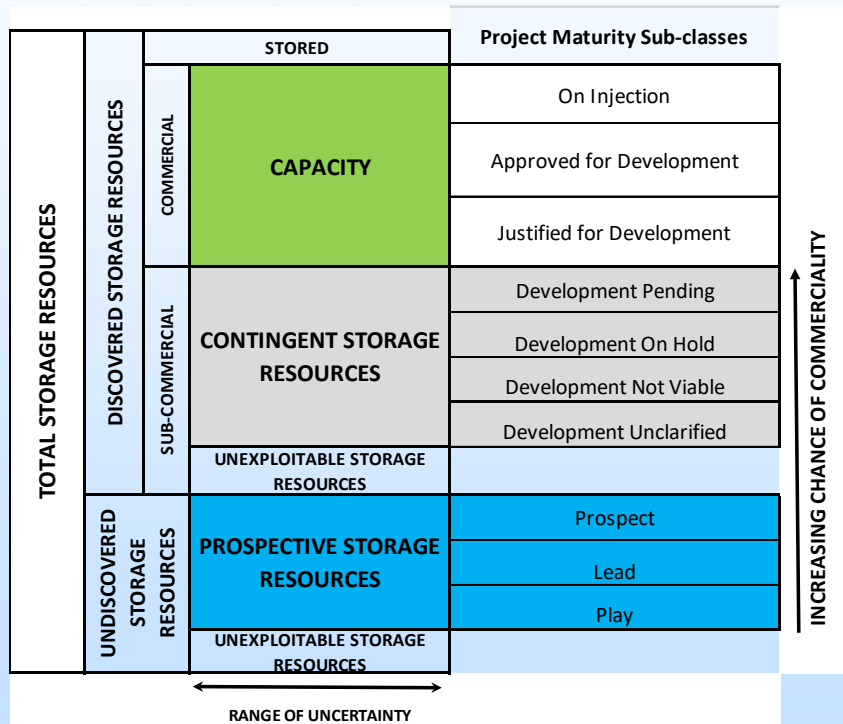 STORED
Project Maturity Sub-classes
TOTAL STORAGE RESOURCES
DISCOVERED STORAGE RESOURCES
COMMERCIAL
CAPACITY
On Injection
Approved for Development
Justified for Development
SUB-COMMERCIAL
CONTINGENT STORAGE
RESOURCES
Development Pending
Development On Hold
Development Not Viable
Development Unclarified
UNEXPLOITABLE STORAGE
RESOURCES
UNDISCOVERED
STORAGE
RESOURCES
PROSPECTIVE STORAGE
RESOURCES
Prospect
Lead
Play
UNEXPLOITABLE STORAGE
RESOURCES
INCREASING CHANCE OF COMMERCIALITY
RANGE OF UNCERTAINTY